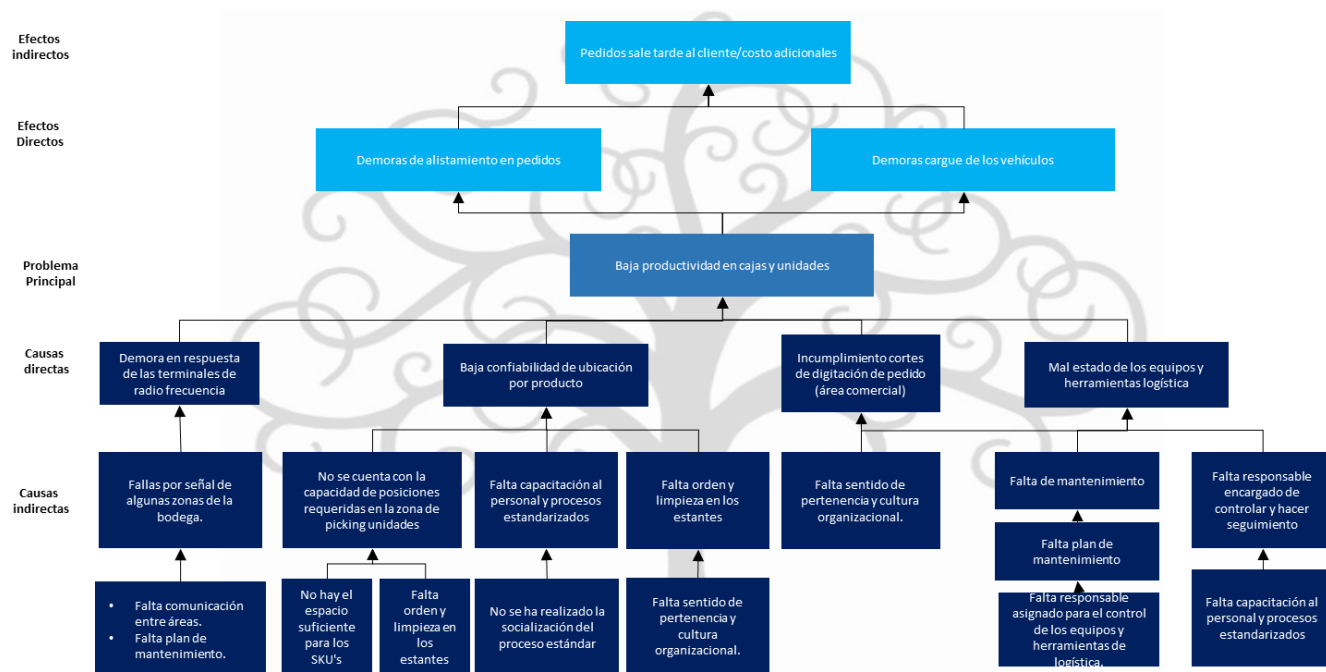 Efectos
indirectos
Pedidos sale tarde al cliente/costo adicionales
Efectos
Directos
Demoras de alistamiento en pedidos
Demoras cargue de los vehículos
Problema
Principal
Baja productividad en cajas y unidades
Causas
directas
Demora en respuesta
de las terminales de
radio frecuencia
Baja confiabilidad de ubicación
por producto
Incumplimiento cortes
de digitación de pedido
(área comercial)
Mal estado de los equipos y
herramientas logística
Causas
indirectas
Fallas por señal de
algunas zonas de la
bodega.
No se cuenta con la
capacidad de posiciones
requeridas en la zona de
picking unidades
Falta capacitación al
personal y procesos
estandarizados
Falta orden y
limpieza en los
estantes
Falta sentido de
pertenencia y cultura
organizacional.
Falta de mantenimiento
Falta responsable
encargado de
controlar y hacer
seguimiento
Falta plan de
mantenimiento
• Falta comunicación
entre áreas.
• Falta plan de
mantenimiento.
No hay el
espacio
suficiente
para los
SKU's
Falta
orden y
limpieza en
los
estantes
No se ha realizado la
socialización del
proceso estándar
Falta sentido de
pertenencia y
cultura
organizacional.
Falta responsable
asignado para el control
de los equipos y
herramientas de
logística.
Falta capacitación al
personal y procesos
estandarizados